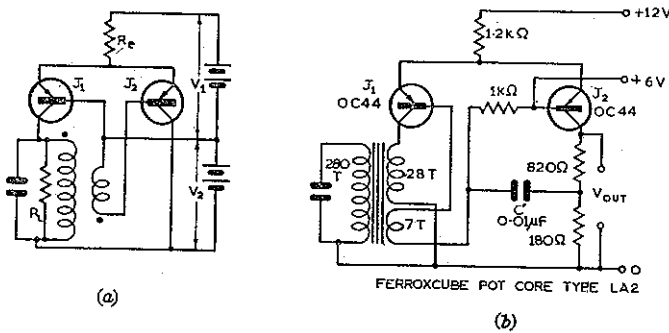 Re
J1
J2
V1
V2
R
(a)
+12V
1·2kΩ
+6V
J1
OC44
1kΩ
J2
OC44
280
T
28T
7T
C'
0·01μF
820Ω
VOUT
180Ω
0
FERROXCUBE POT CORE TYPE LA2
(b)